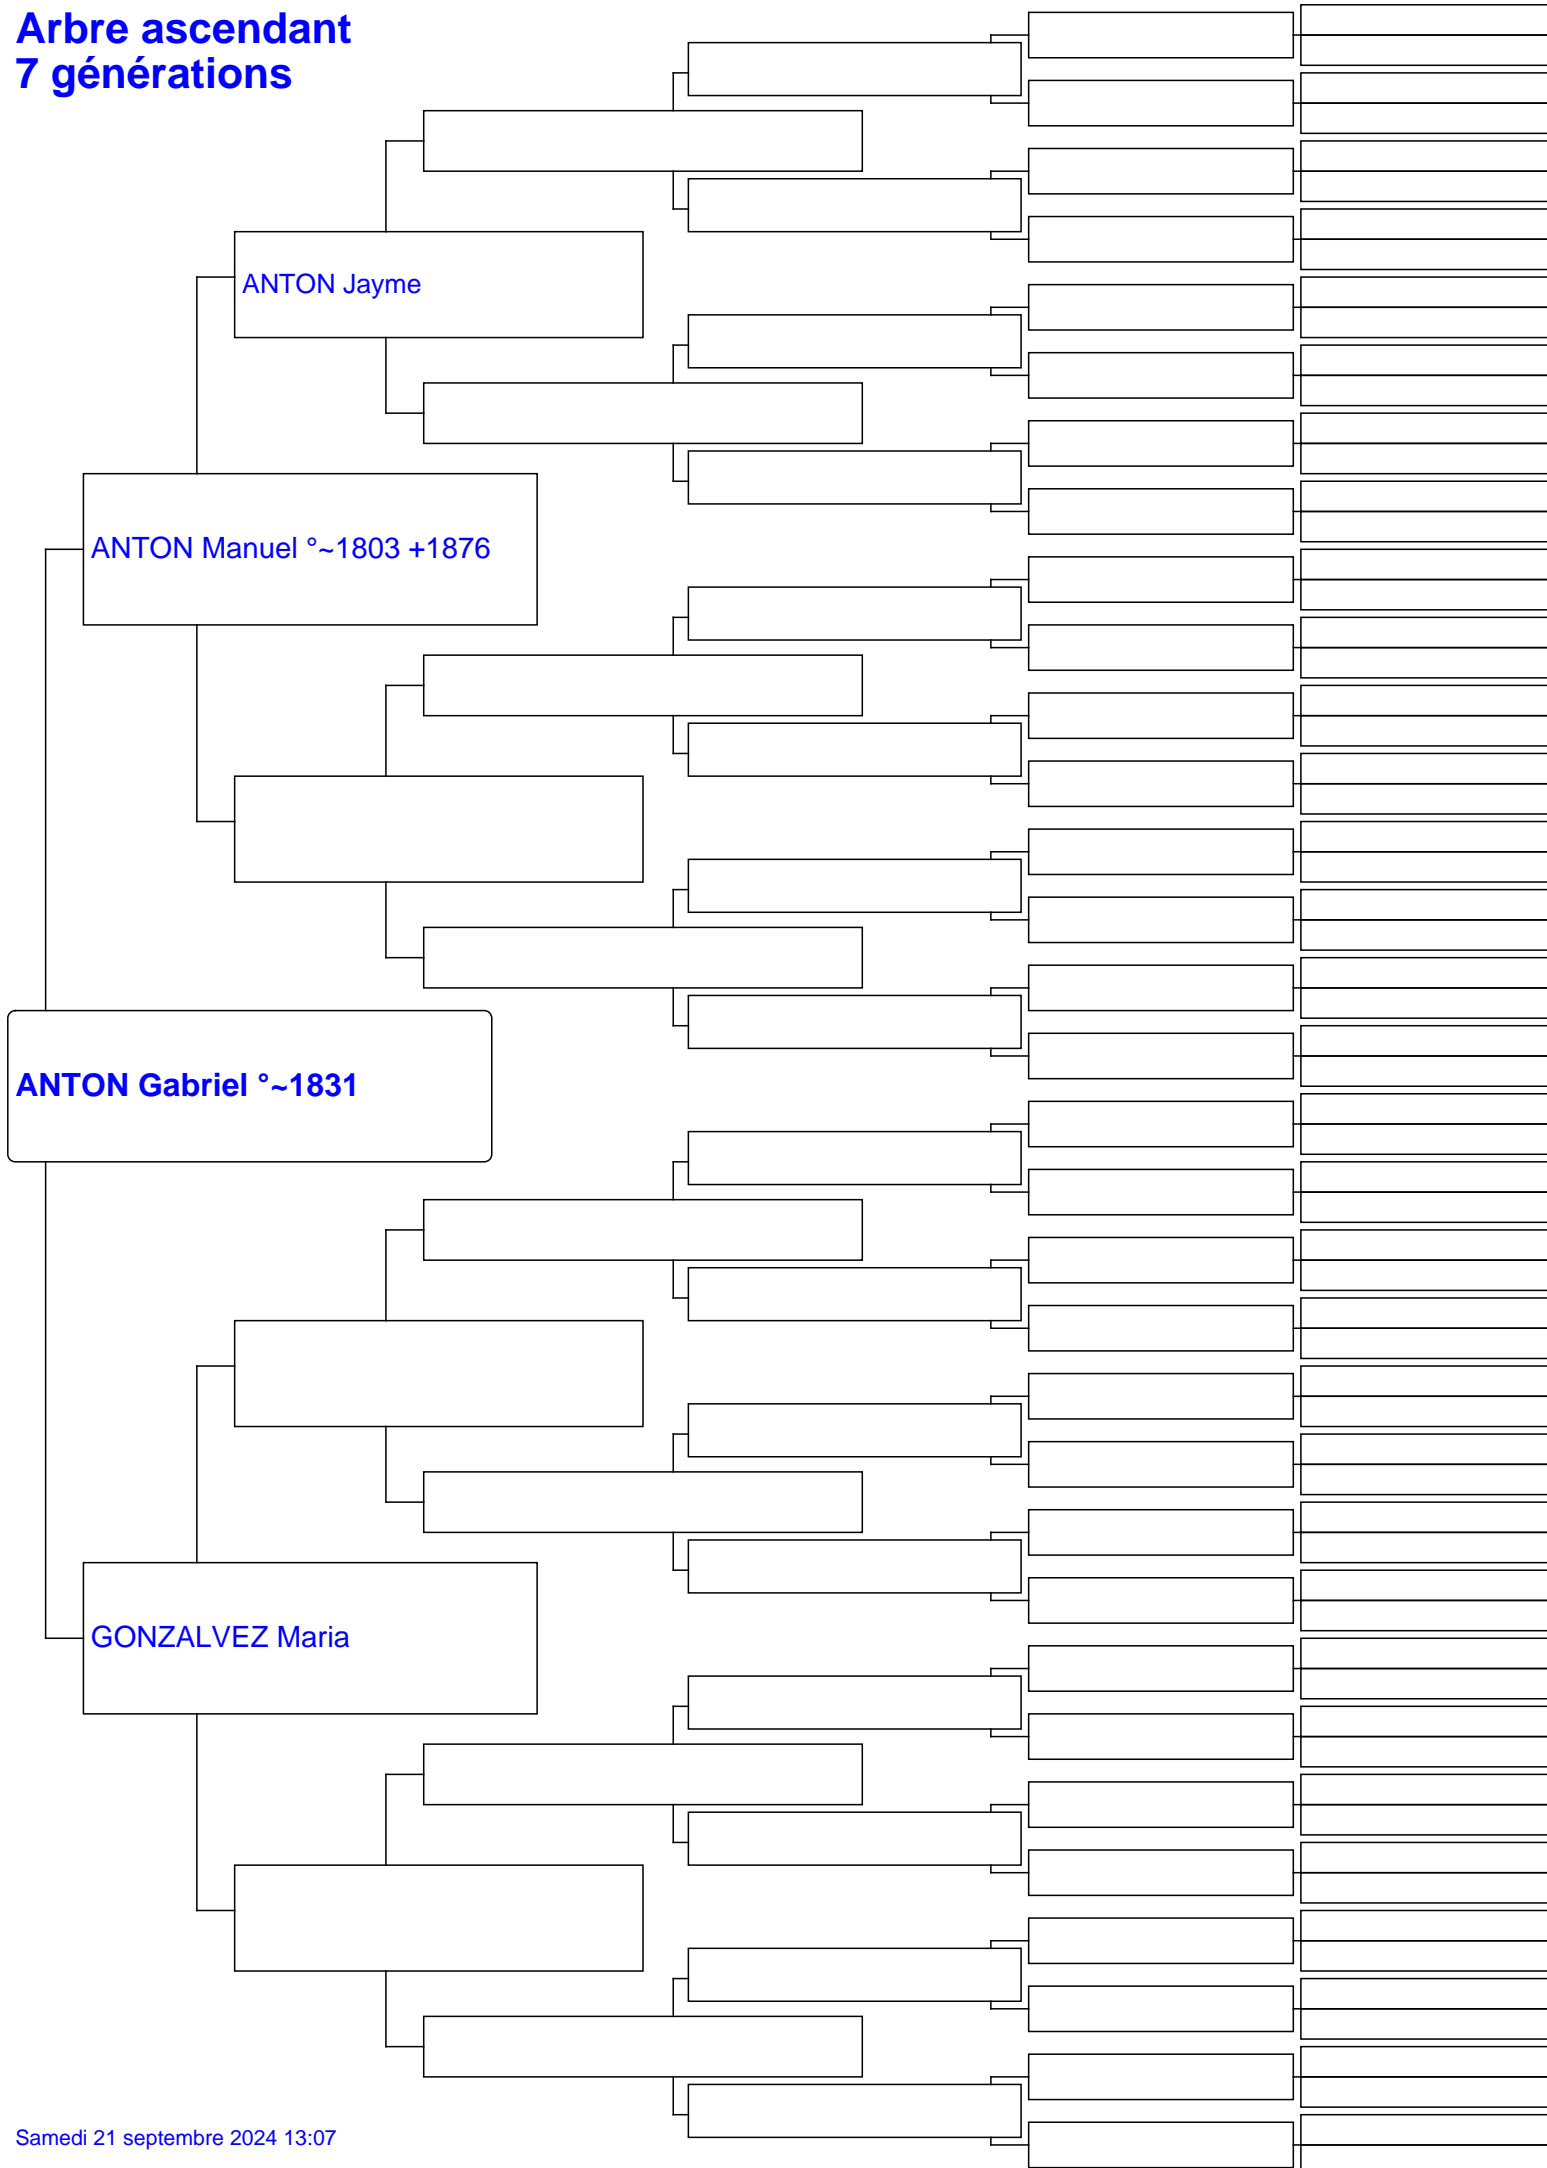 Arbre ascendant
7 générations
ANTON Jayme
ANTON Manuel °~1803 +1876
ANTON Gabriel °~1831
GONZALVEZ Maria
Samedi 21 septembre 2024 13:07